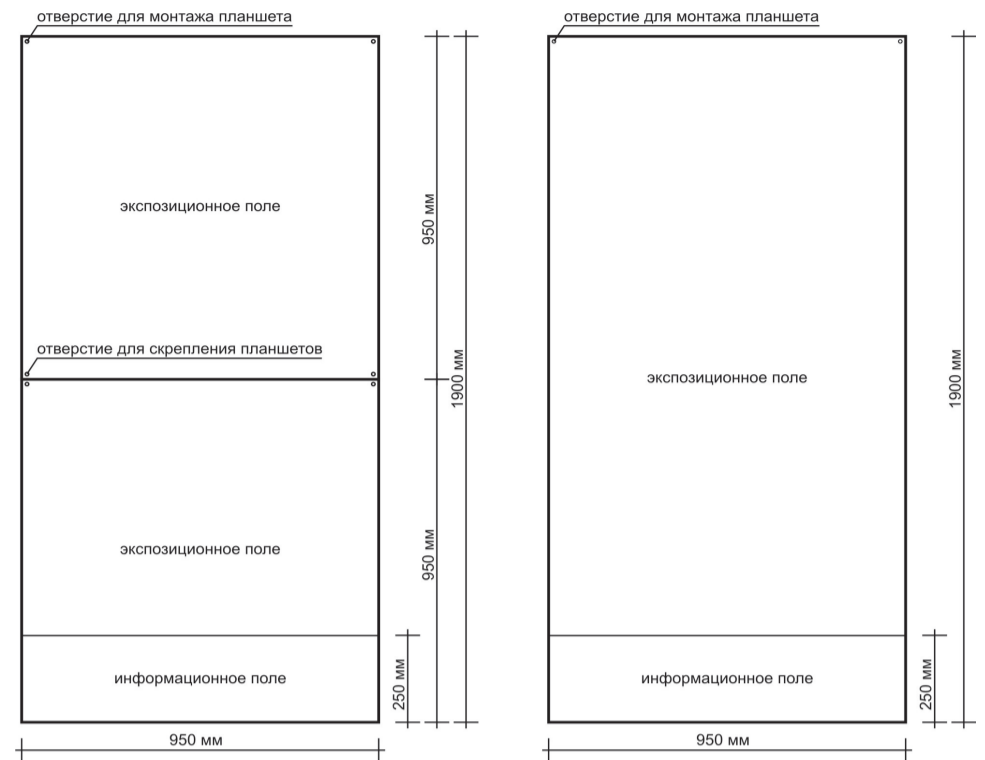 отверстие для монтажа планшета
экспозиционное поле
950 мм
отверстие для скрепления планшетов
1900 мм
экспозиционное поле
950 мм
информационное поле
250 мм
950 мм
отверстие для монтажа планшета
экспозиционное поле
1900 мм
информационное поле
250 мм
950 мм